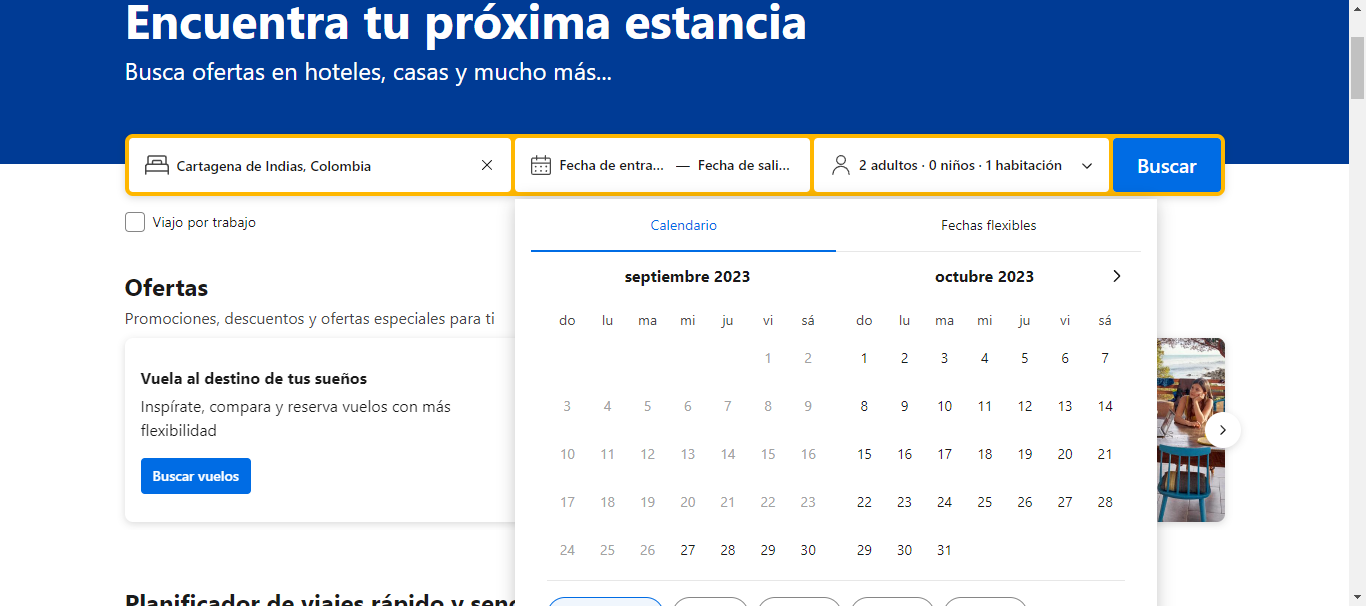 Encuentra tu próxima estancia
Busca ofertas en hoteles, casas y mucho más...
Cartagena de Indias, Colombia
Fecha de entra... — Fecha de sali...
2 adultos · 0 niños · 1 habitación
Buscar
Viajo por trabajo
Calendario Fechas flexibles
septiembre 2023
do lu ma mi ju vi sá
1 2
3 4 5 6 7 8 9
10 11 12 13 14 15 16
17 18 19 20 21 22 23
24 25 26 27 28 29 30
octubre 2023
do lu ma mi ju vi sá
1 2 3 4 5 6 7
8 9 10 11 12 13 14
15 16 17 18 19 20 21
22 23 24 25 26 27 28
29 30 31
Ofertas
Promociones, descuentos y ofertas especiales para ti
Vuela al destino de tus sueños
Inspírate, compara y reserva vuelos con más
flexibilidad
Buscar vuelos
Planificador de viajes rápido y senc